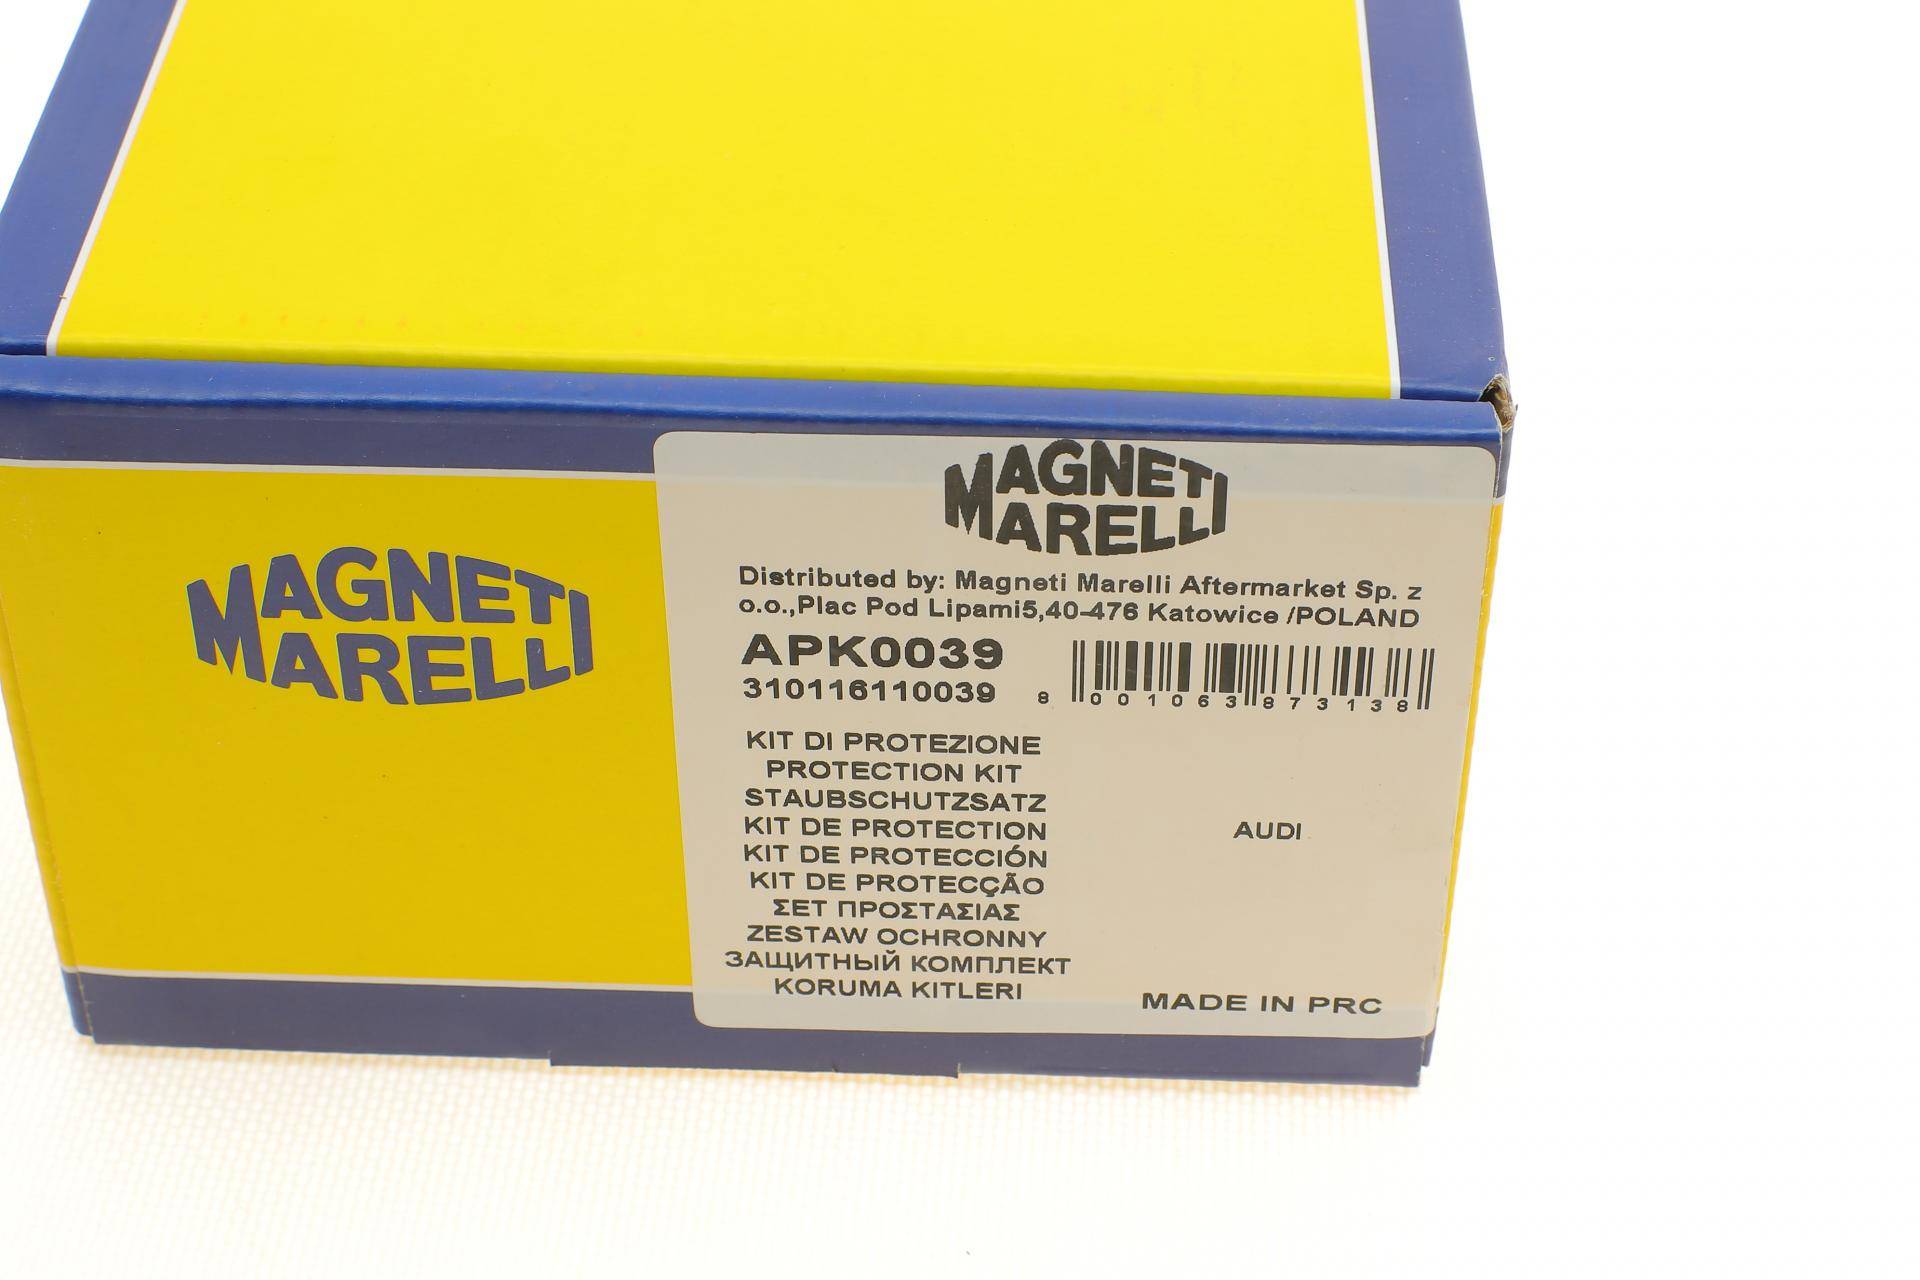 MAGNETI
MARELLI
MAGNETI
MARELLI
Distributed by: Magneti Marelli Aftermarket Sp. z
o.o.,Plac Pod Lipami5,40-476 Katowice /POLAND
APK0039
310116110039
8 001063 873138
KIT DI PROTEZIONE
PROTECTION KIT
STAUBSCHUTZSATZ
KIT DE PROTECTION
KIT DE PROTECCIÓN
KIT DE PROTECÇÃO
ΣΕΤ ΠΡΟΣΤΑΣΙΑΣ
ZESTAW OCHRONNY
ЗАЩИТНЫЙ КОМПЛЕКТ
KORUMA KITLERI
AUDI
MADE IN PRC